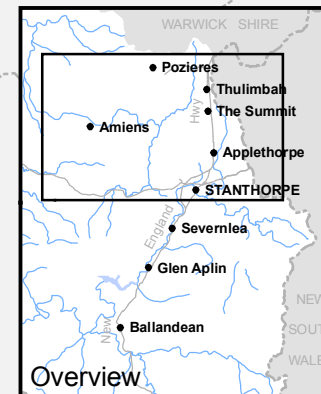 WARWICK SHIRE
Pozieres
Thulimbah
Hwy
The Summit
Amiens
Applethorpe
STANTHORPE
England
Severnlea
Glen Aplin
NEW
SOUT
WALE
New
Ballandean
Overview